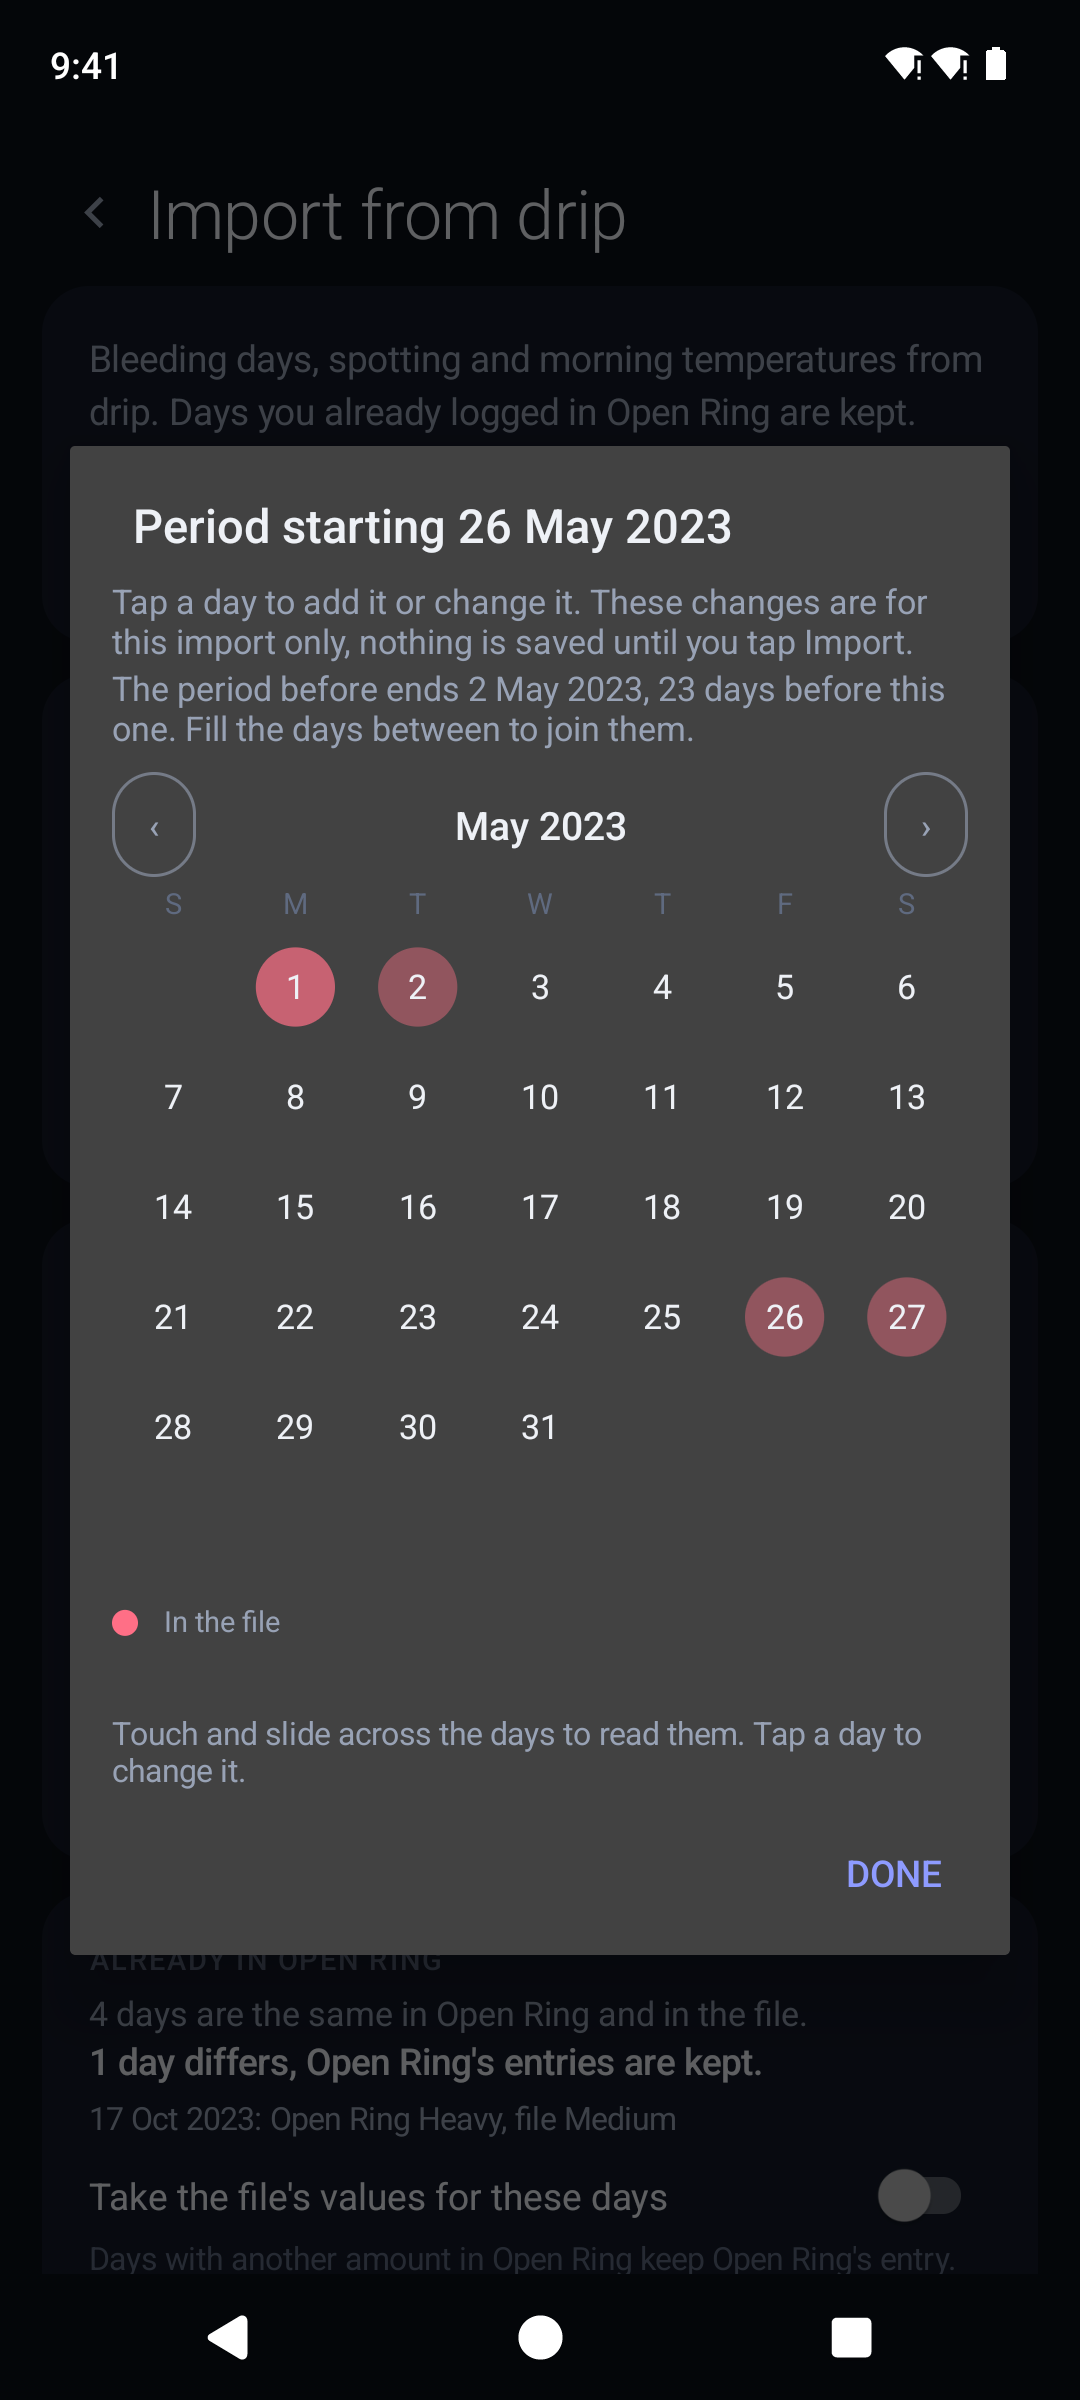 9:41
Import from drip
Bleeding days, spotting and morning temperatures from
drip. Days you already logged in Open Ring are kept.
Period starting 26 May 2023
Tap a day to add it or change it. These changes are for
this import only, nothing is saved until you tap Import.
The period before ends 2 May 2023, 23 days before this
one. Fill the days between to join them.
‹ May 2023 ›
S M T W T F S
1 2 3 4 5 6
7 8 9 10 11 12 13
14 15 16 17 18 19 20
21 22 23 24 25 26 27
28 29 30 31
In the file
Touch and slide across the days to read them. Tap a day to
change it.
DONE
ALREADY IN OPEN RING
4 days are the same in Open Ring and in the file.
1 day differs, Open Ring's entries are kept.
17 Oct 2023: Open Ring Heavy, file Medium
Take the file's values for these days
Days with another amount in Open Ring keep Open Ring's entry.